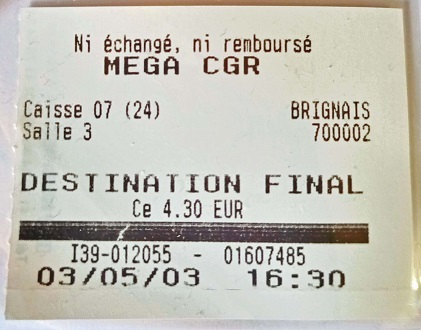 Ni échangé, ni remboursé
MEGA CGR
Caisse 07 (24) BRIGNAIS
Salle 3 700002
DESTINATION FINAL
Ce 4.30 EUR
I39-012055 - 01607485
03/05/03 16:30